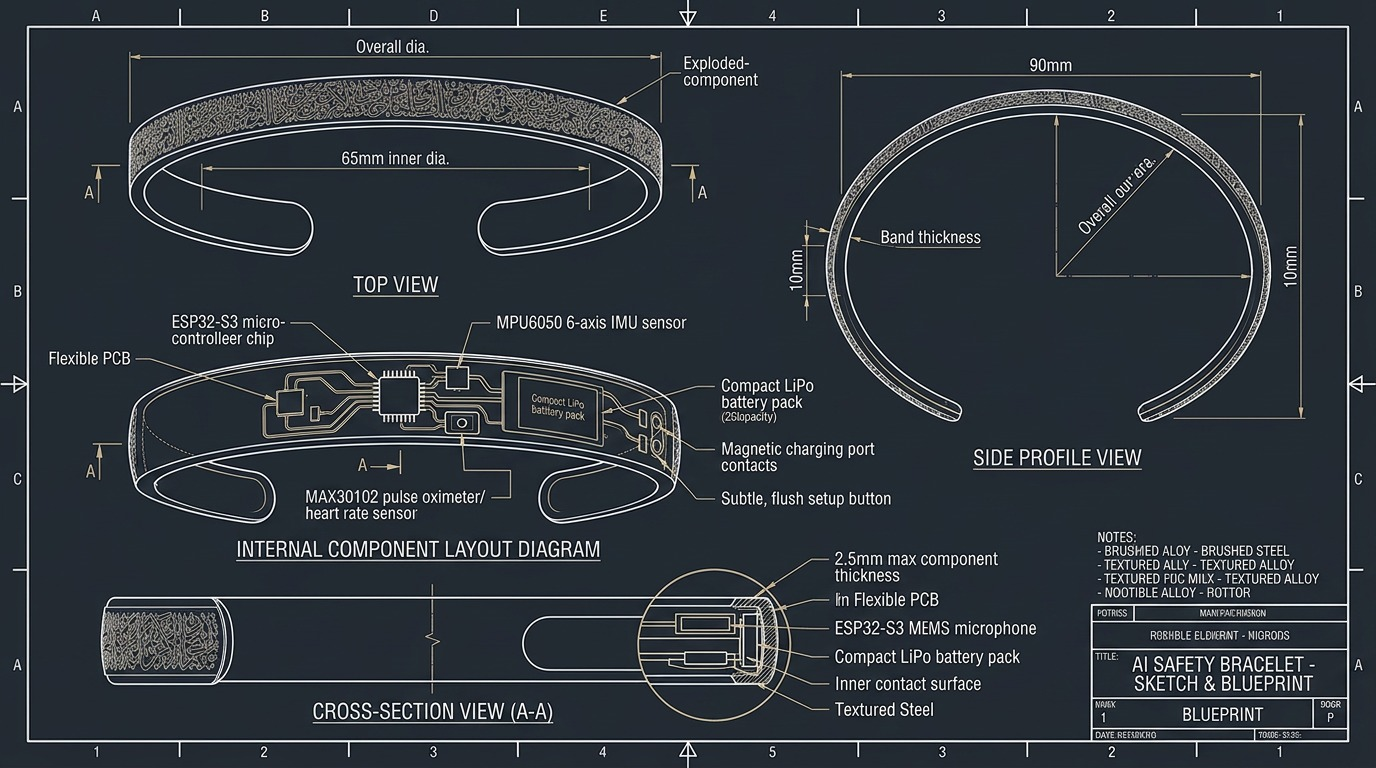 A
B
D
E
4
3
2
1
Overall dia.
Exploded-
component
65mm inner dia.
A
A
TOP VIEW
90mm
Band thickness
10mm
10mm
SIDE PROFILE VIEW
A
B
C
A
A
B
C
A
ESP32-S3 micro-
controlleer chip
MPU6050 6-axis IMU sensor
Flexible PCB
Compact LiPo
battery pack
Compact LiPo
battery pack
Magnetic charging port
contacts
Subtle, flush setup button
A
A
MAX30102 pulse oximeter/
heart rate sensor
INTERNAL COMPONENT LAYOUT DIAGRAM
2.5mm max component
thickness
In Flexible PCB
ESP32-S3 MEMS microphone
Compact LiPo battery pack
Inner contact surface
Textured Steel
CROSS-SECTION VIEW (A-A)
NOTES:
- BRUSHED ALOY - BRUSHED STEEL
- TEXTURED ALLY - TEXTURED ALLOY
- TEXTURED PUC MILX - TEXTURED ALLOY
- NOOTIBLE ALLOY - ROTTOR
POTRISS
TITLE:
AI SAFETY BRACELET -
SKETCH & BLUEPRINT
1
BLUEPRINT
P
1
2
3
4
5
3
2
1